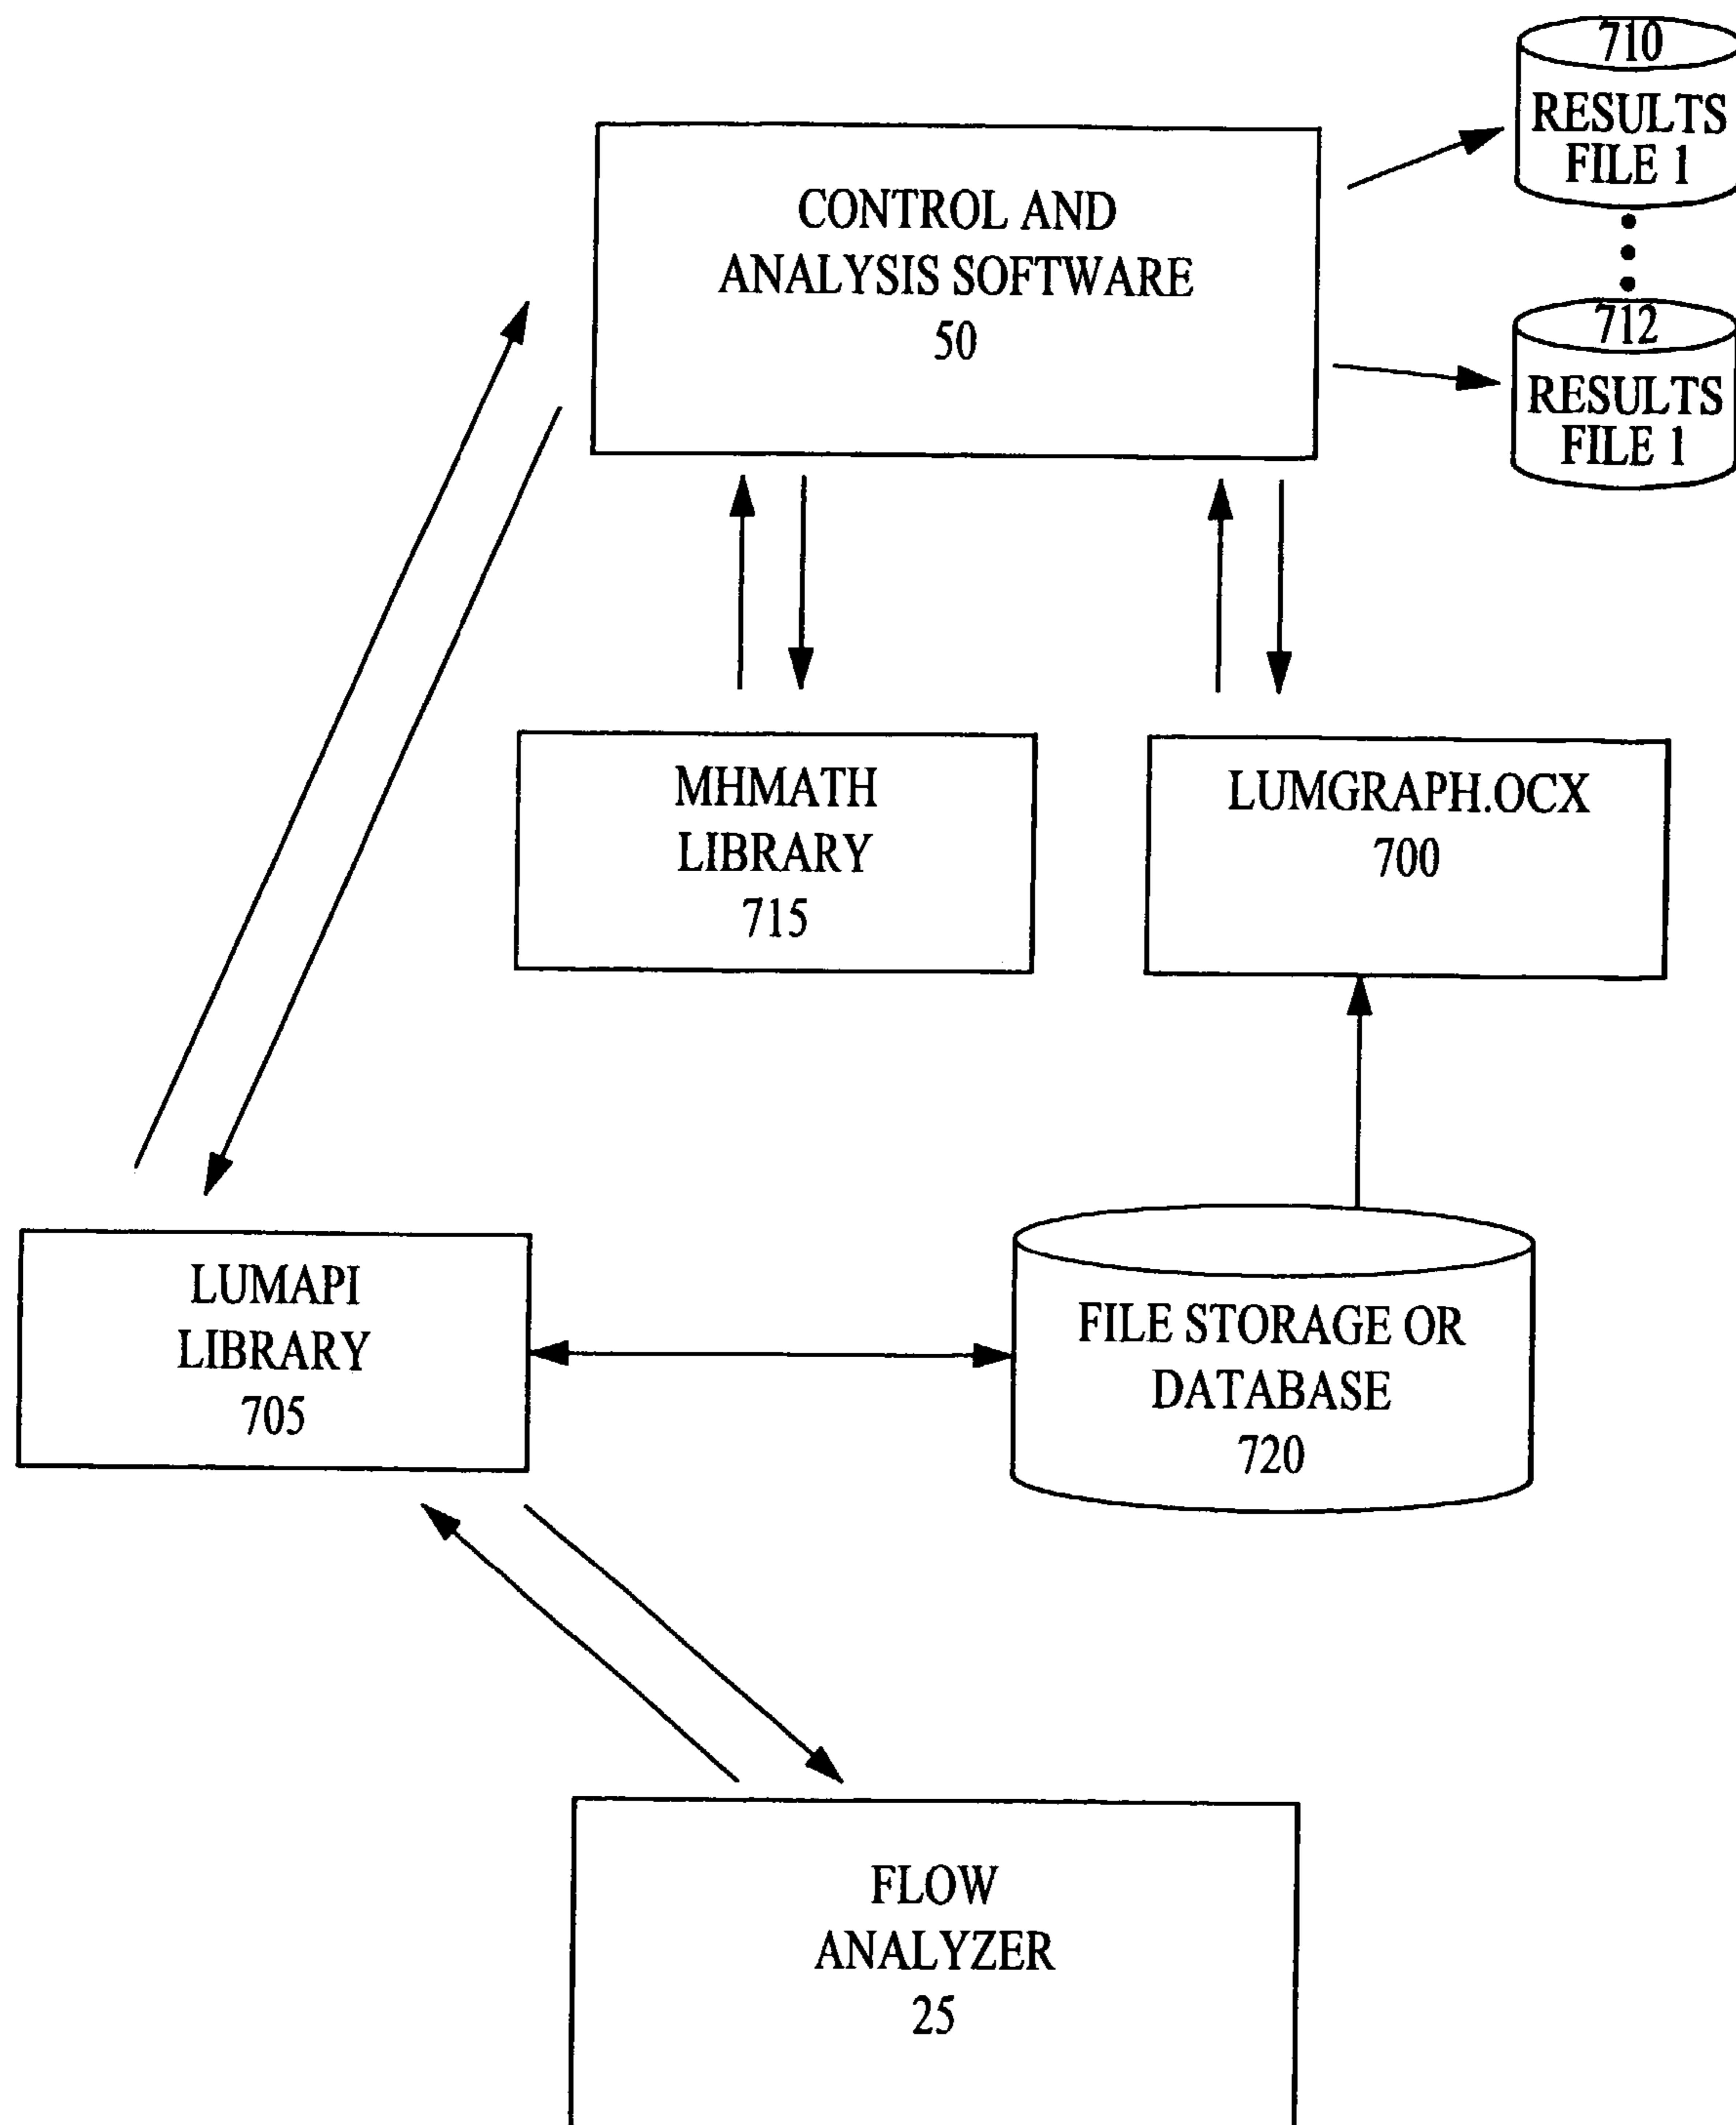 710
RESULTS
FILE 1
CONTROL AND
ANALYSIS SOFTWARE
50
712
RESULTS
FILE 1
MHMATH
LIBRARY
715
LUMGRAPH.OCX
700
LUMAPI
LIBRARY
705
FILE STORAGE OR
DATABASE
720
FLOW
ANALYZER
25